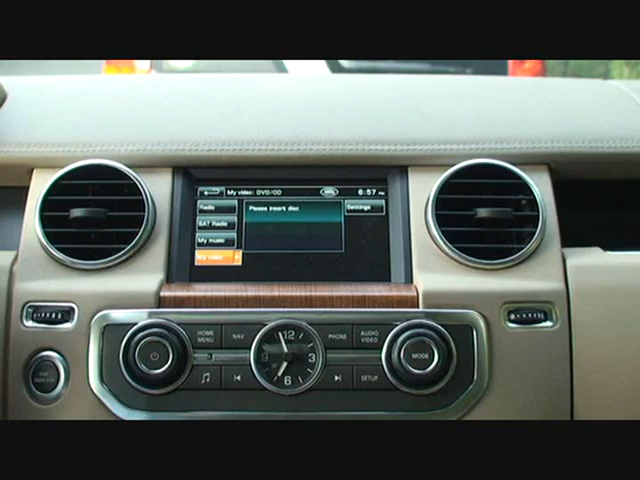 My video: DVD/CD
6:57
Radio
Please insert disc
Settings
SAT Radio
My music
My video
HOME MENU
NAV
12
PHONE
AUDIO VIDEO
3
6
SETUP
MODE